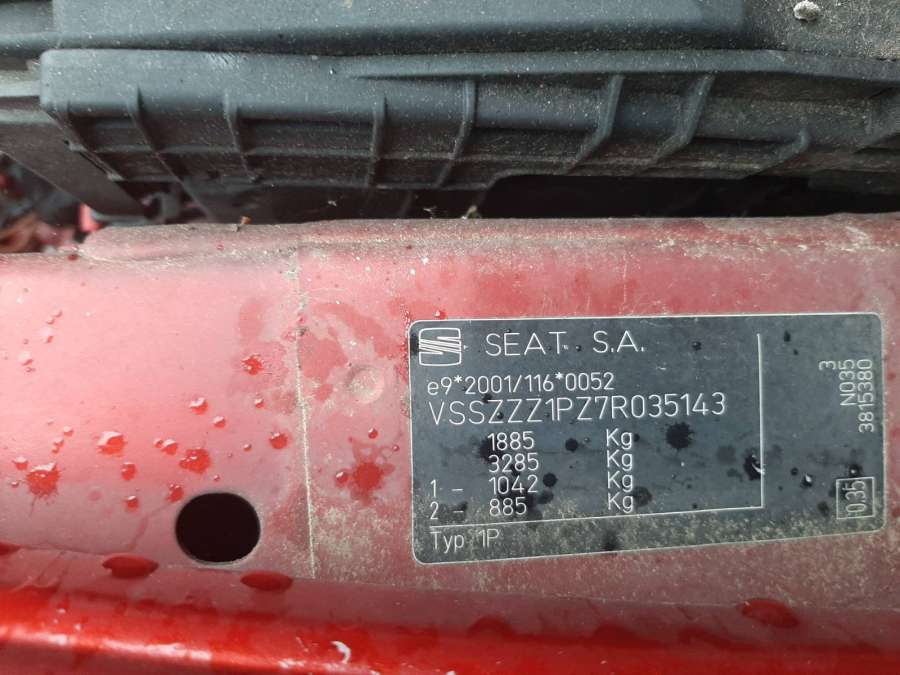 SEAT S.A.
e9*2001/116*0052
VSSZZZ1PZ7R035143
1885 Kg
3285 Kg
1 - 1042 Kg
2 - 885 Kg
Typ 1P
3
N035
3815380
0.35